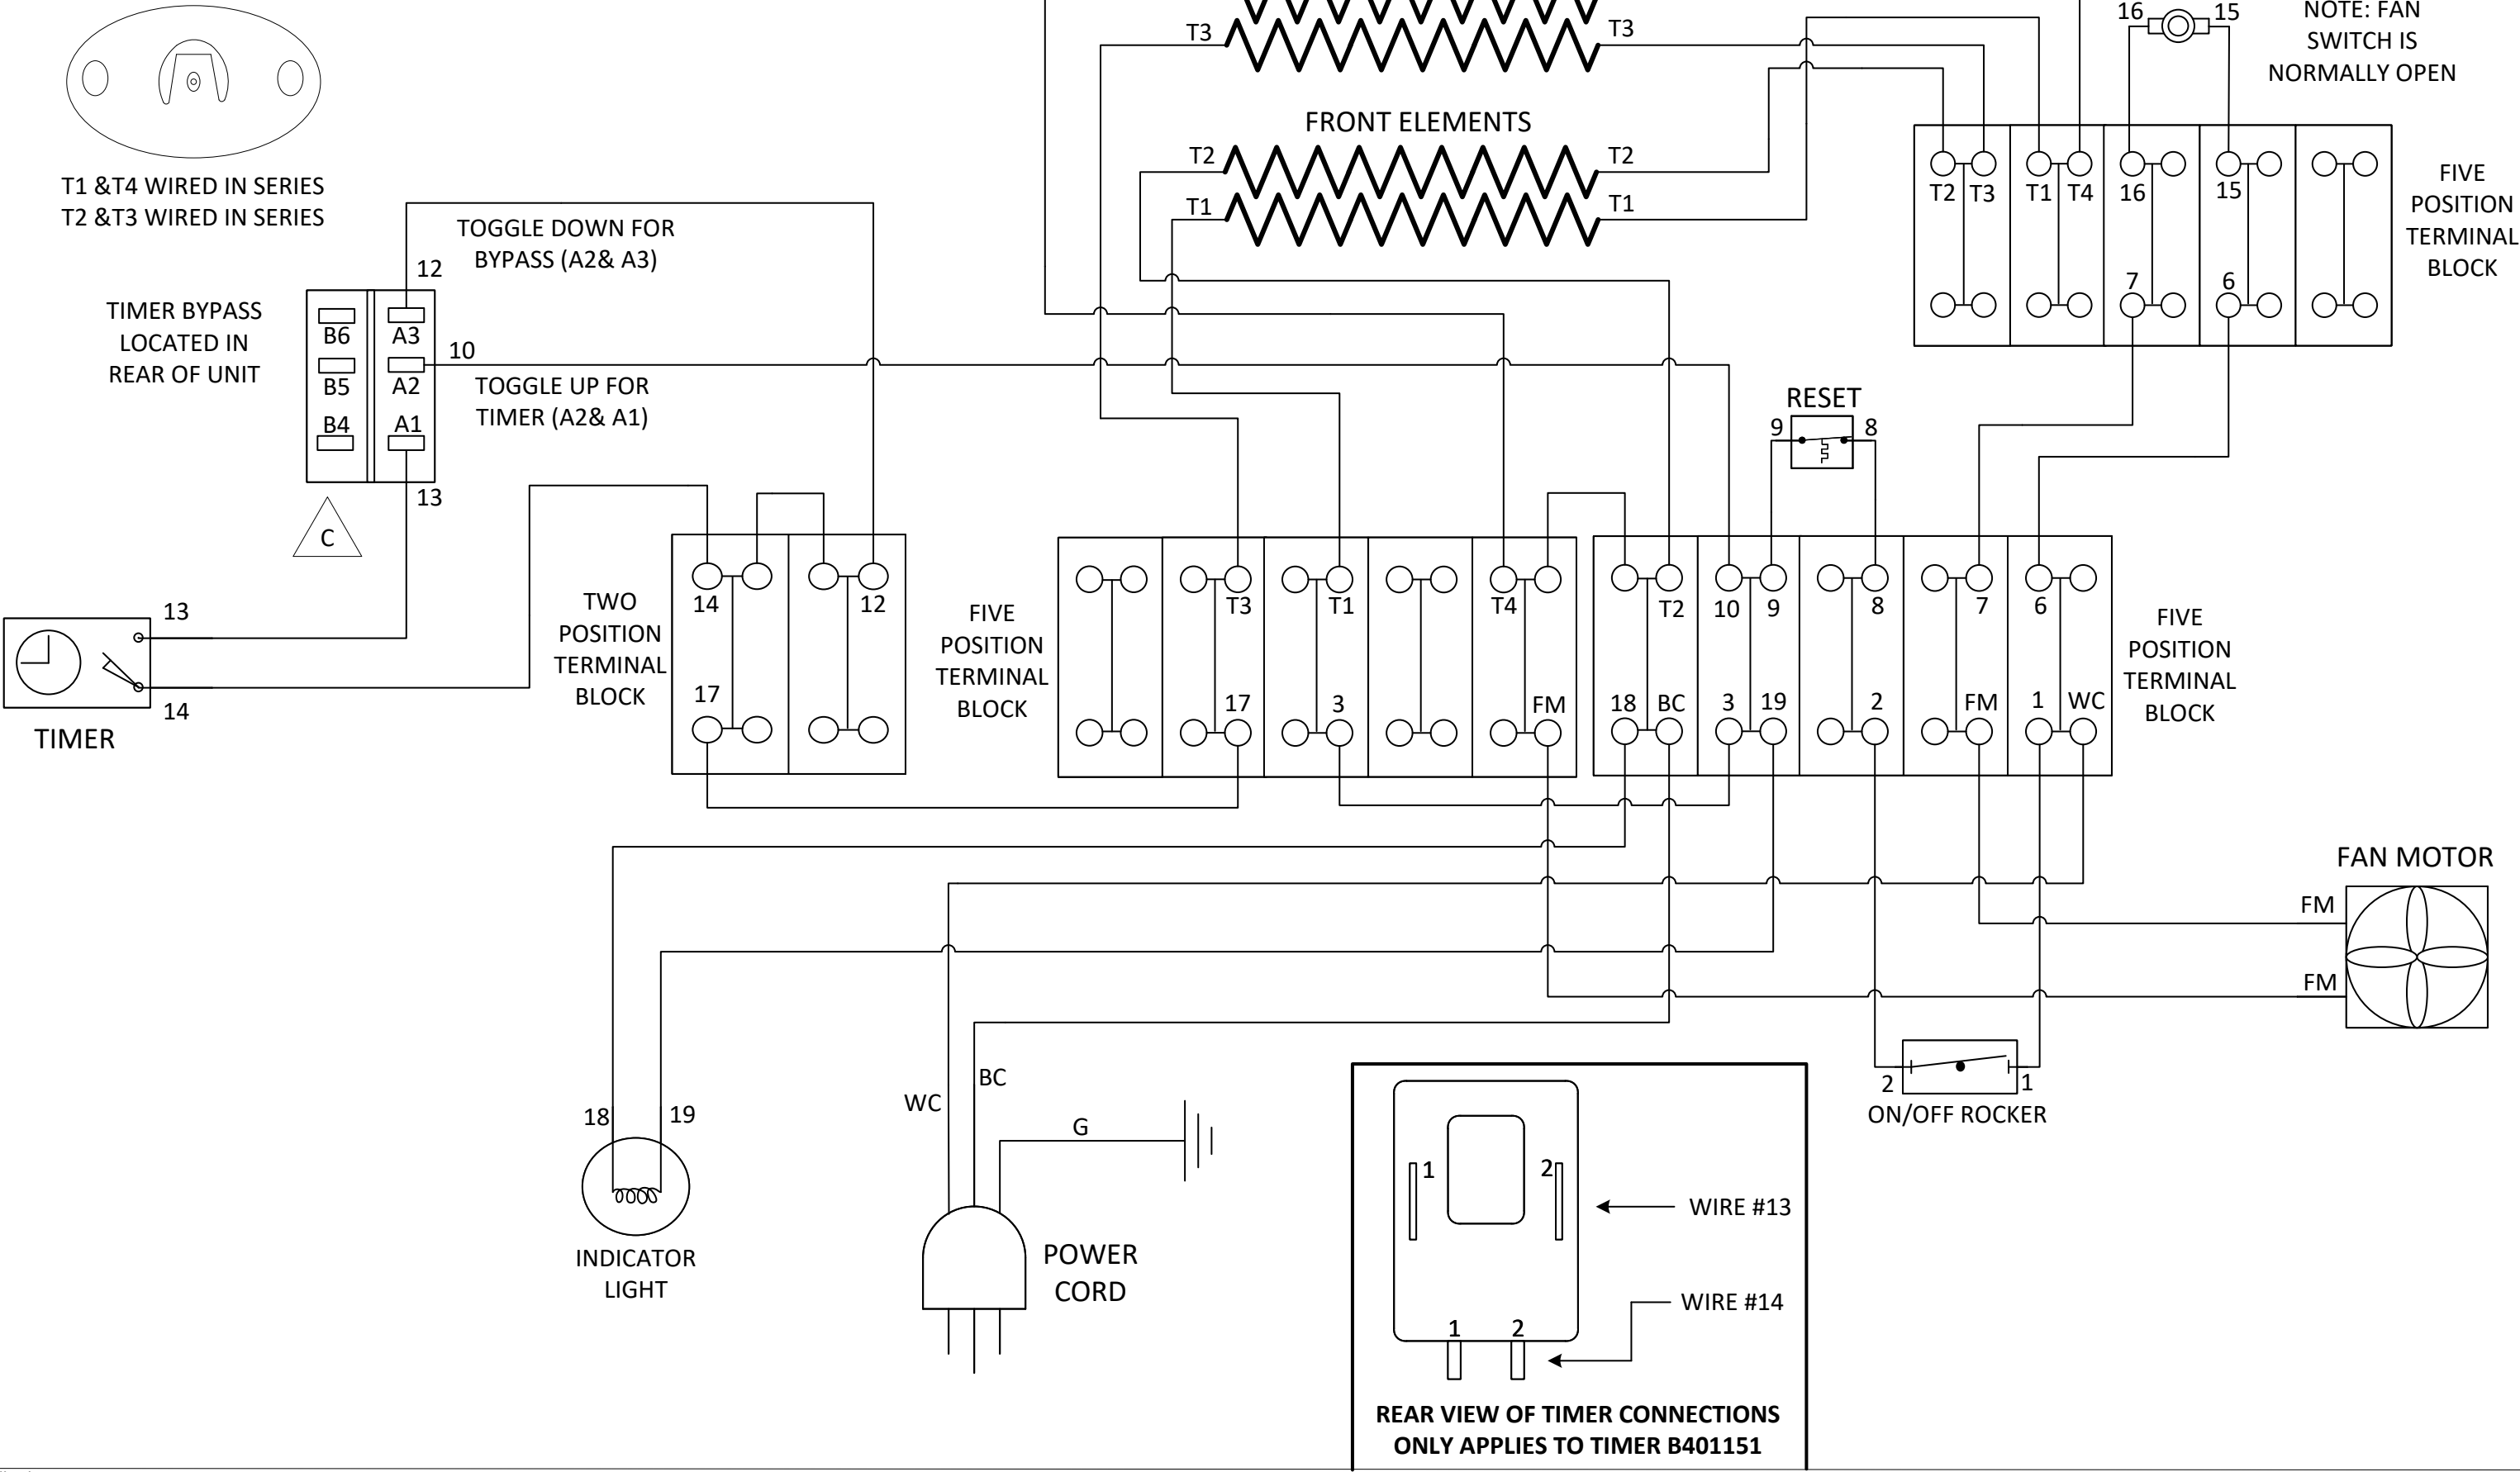 T3
T3
16
15
NOTE: FAN
SWITCH IS
NORMALLY OPEN
FRONT ELEMENTS
T2
T2
T1
T1
T1 &T4 WIRED IN SERIES
T2 &T3 WIRED IN SERIES
T2 T3
T1 T4
16
15
7
6
FIVE
POSITION
TERMINAL
BLOCK
TOGGLE DOWN FOR
BYPASS (A2& A3)
12
TIMER BYPASS
LOCATED IN
REAR OF UNIT
B6
A3
B5
A2
B4
A1
10
TOGGLE UP FOR
TIMER (A2& A1)
13
C
RESET
9
8
13
14
TIMER
TWO
POSITION
TERMINAL
BLOCK
14
12
17
FIVE
POSITION
TERMINAL
BLOCK
T3
T1
T4
17
3
FM
T2
10
9
8
7
6
18
BC
3
19
2
FM
1
WC
FIVE
POSITION
TERMINAL
BLOCK
FAN MOTOR
FM
FM
2
1
ON/OFF ROCKER
18
19
INDICATOR
LIGHT
WC
BC
G
POWER
CORD
1
2
WIRE #13
WIRE #14
1
2
REAR VIEW OF TIMER CONNECTIONS
ONLY APPLIES TO TIMER B401151